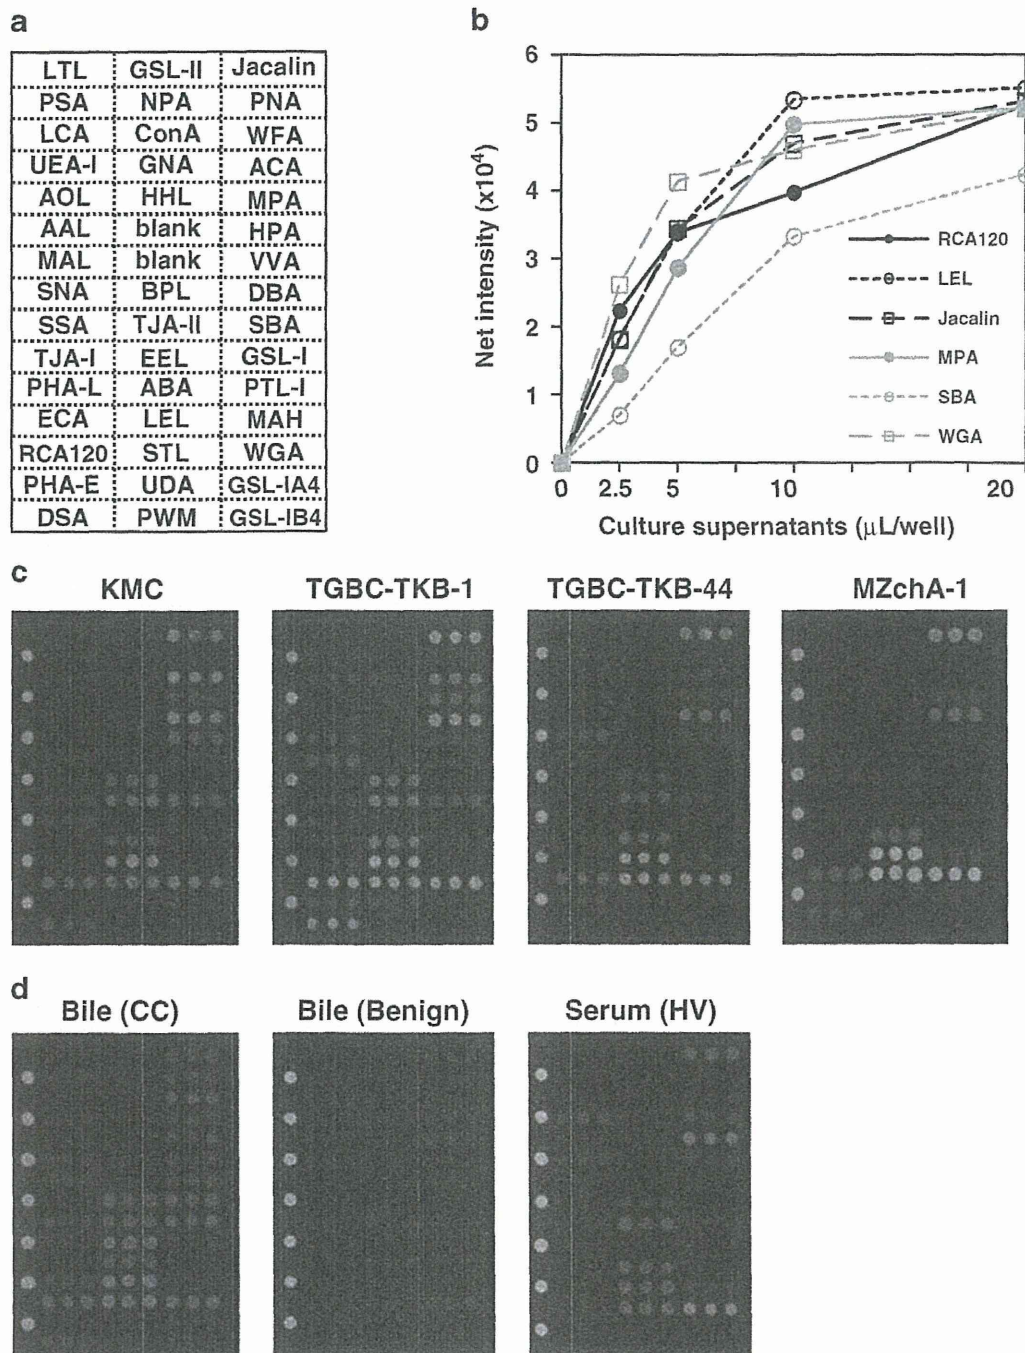 a
LTL GSL-II Jacalin
PSA NPA PNA
LCA ConA WFA
UEA-I GNA ACA
AOL HHL MPA
AAL blank HPA
MAL blank VVA
SNA BPL DBA
SSA TJA-II SBA
TJA-I EEL GSL-I
PHA-L ABA PTL-I
ECA LEL MAH
RCA120 STL WGA
PHA-E UDA GSL-IA4
DSA PWM GSL-IB4
b
Net intensity (x10⁴)
6
5
4
3
2
1
0
RCA120
LEL
Jacalin
MPA
SBA
WGA
0 2.5 5 10 20
Culture supernatants (μL/well)
c
KMC TGBC-TKB-1 TGBC-TKB-44 MZchA-1
d
Bile (CC) Bile (Benign) Serum (HV)